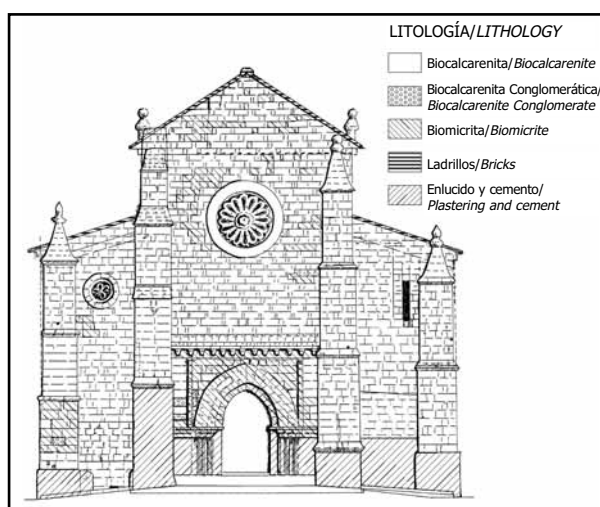 LITOLOGÍA/LITHOLOGY
Biocalcarenita/Biocalcarenite
Biocalcarenita Conglomerática/
Biocalcarenite Conglomerate
Biomicrita/Biomicrite
Ladrillos/Bricks
Enlucido y cemento/
Plastering and cement